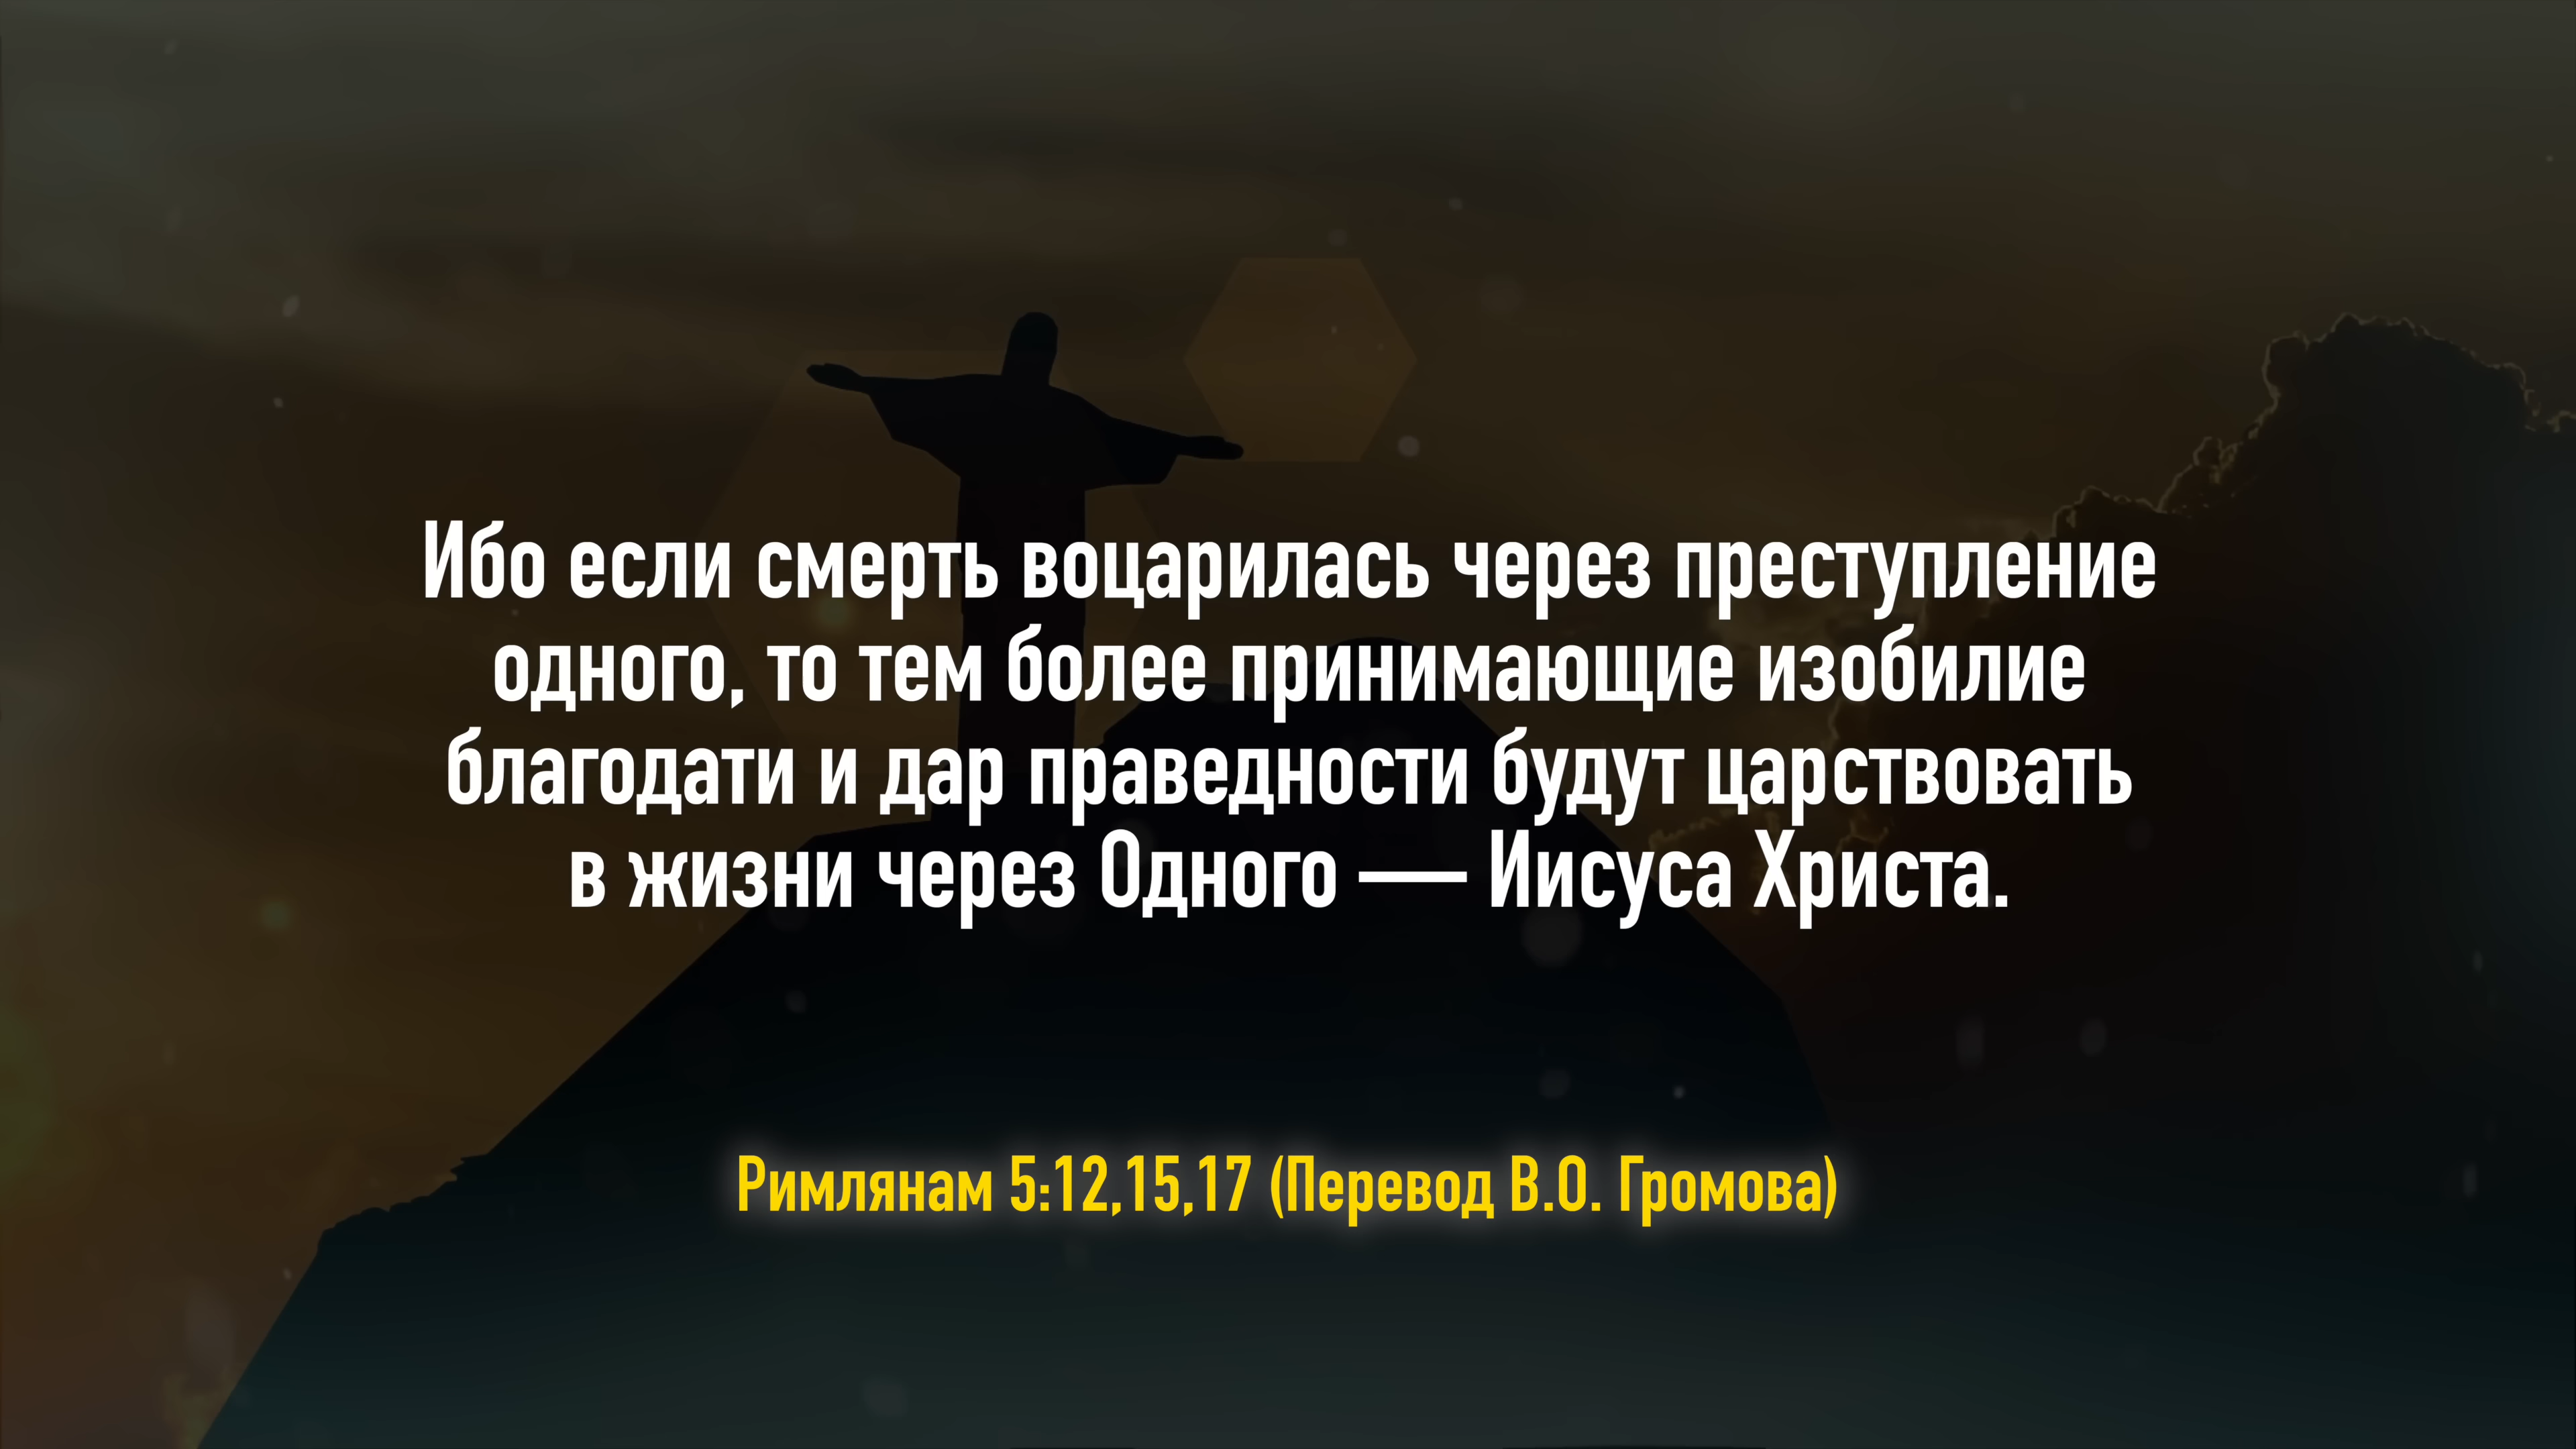 Ибо если смерть воцарилась через преступление
одного, то тем более принимающие изобилие
благодати и дар праведности будут царствовать
в жизни через Одного — Иисуса Христа.
Римлянам 5:12,15,17 (Перевод В.О. Громова)